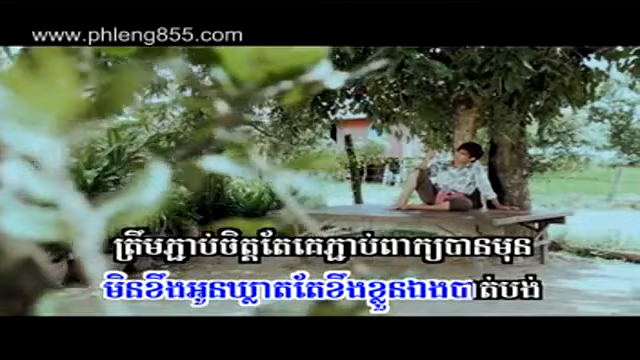 www.phleng855.com
ត្រឹមភ្ជាប់ចិត្តតែគេភ្ជាប់ពាក្យបានមុន
មិនខឹងអូនឃ្លាតតែខឹងខ្លួនឯងបាត់បង់